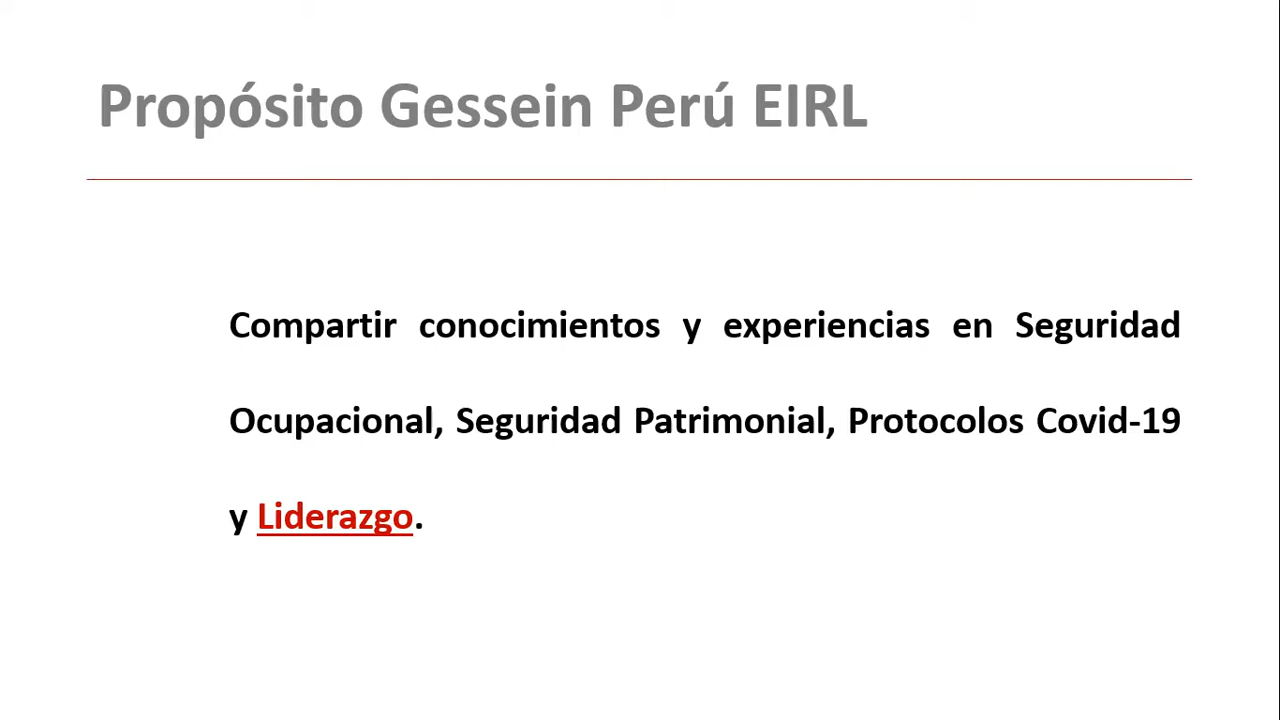 Propósito Gessein Perú EIRL
Compartir conocimientos y experiencias en Seguridad
Ocupacional, Seguridad Patrimonial, Protocolos Covid-19
y Liderazgo.